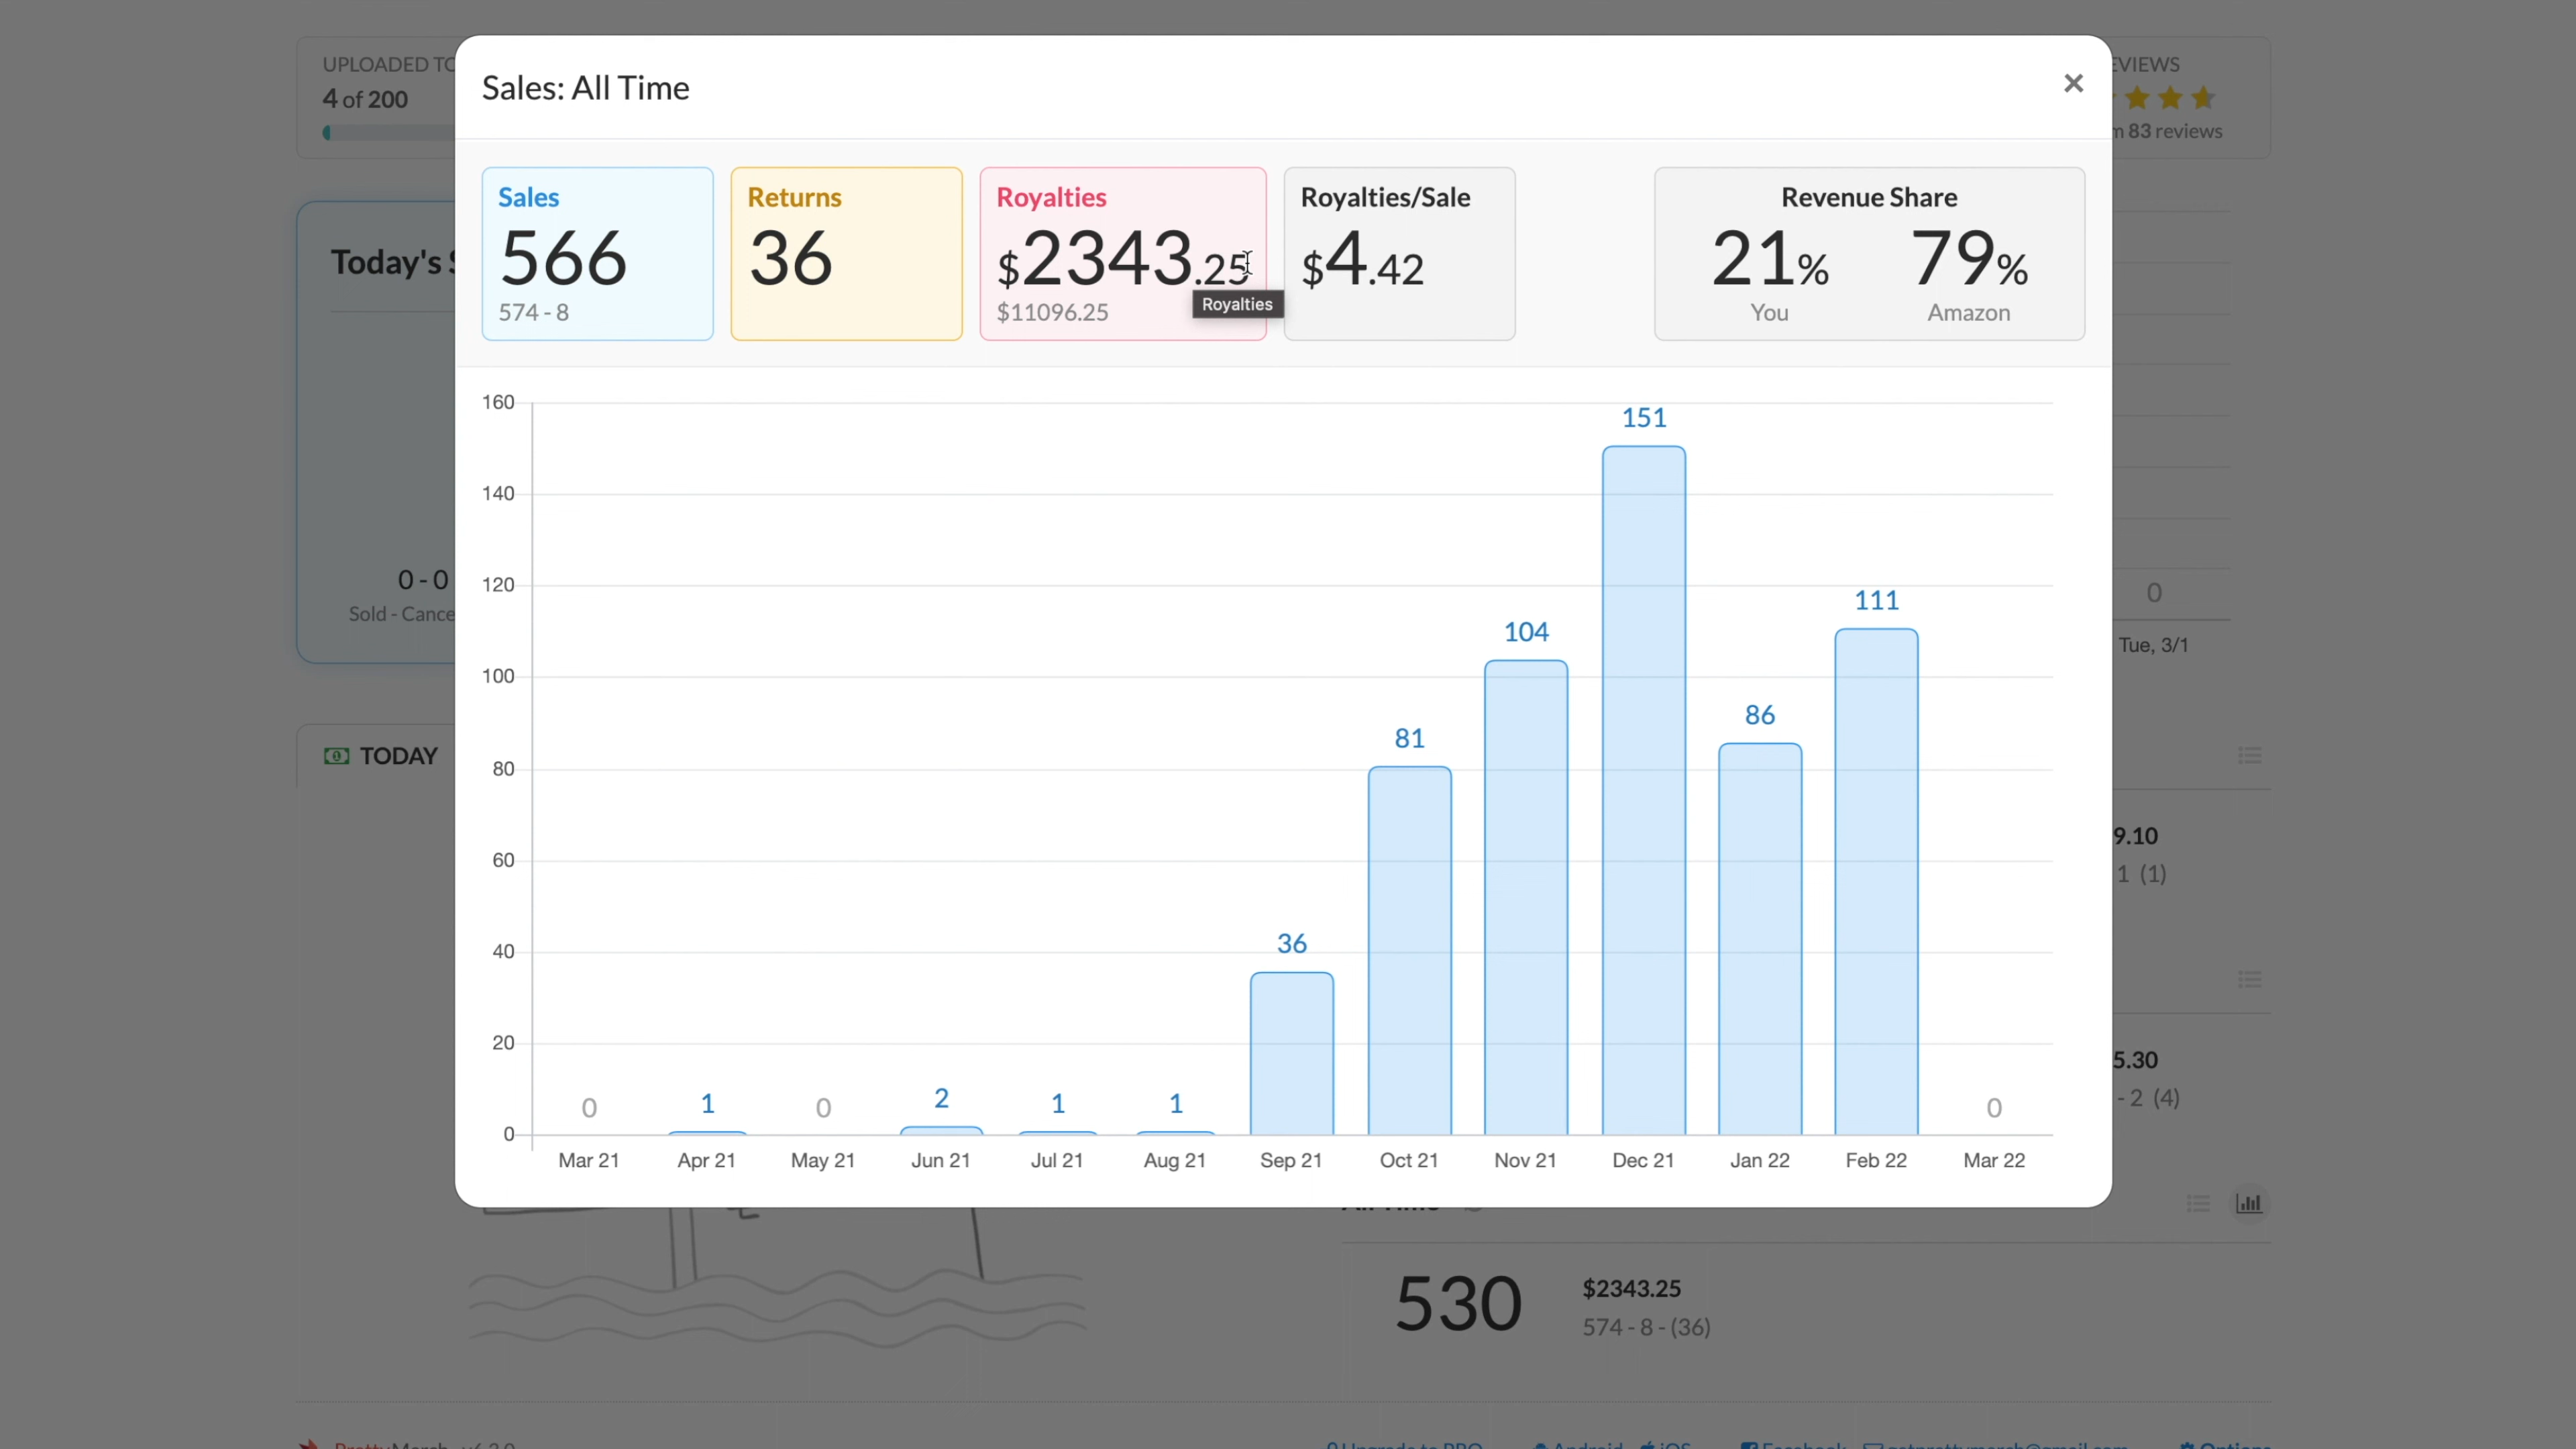 UPLOADED TO
4 of 200
Sales: All Time
×
EVIEWS
83 reviews
Sales
566
574 - 8
Returns
36
Royalties
$2343.25
$11096.25
Royalties
Royalties/Sale
$4.42
Revenue Share
21% 79%
You Amazon
Today's
0 - 0
Sold - Cance
TODAY
160
140
120
100
80
60
40
20
0
0
1
0
2
1
1
36
81
104
151
86
111
0
Mar 21
Apr 21
May 21
Jun 21
Jul 21
Aug 21
Sep 21
Oct 21
Nov 21
Dec 21
Jan 22
Feb 22
Mar 22
0
Tue, 3/1
9.10
1 (1)
5.30
- 2 (4)
530
$2343.25
574 - 8 - (36)